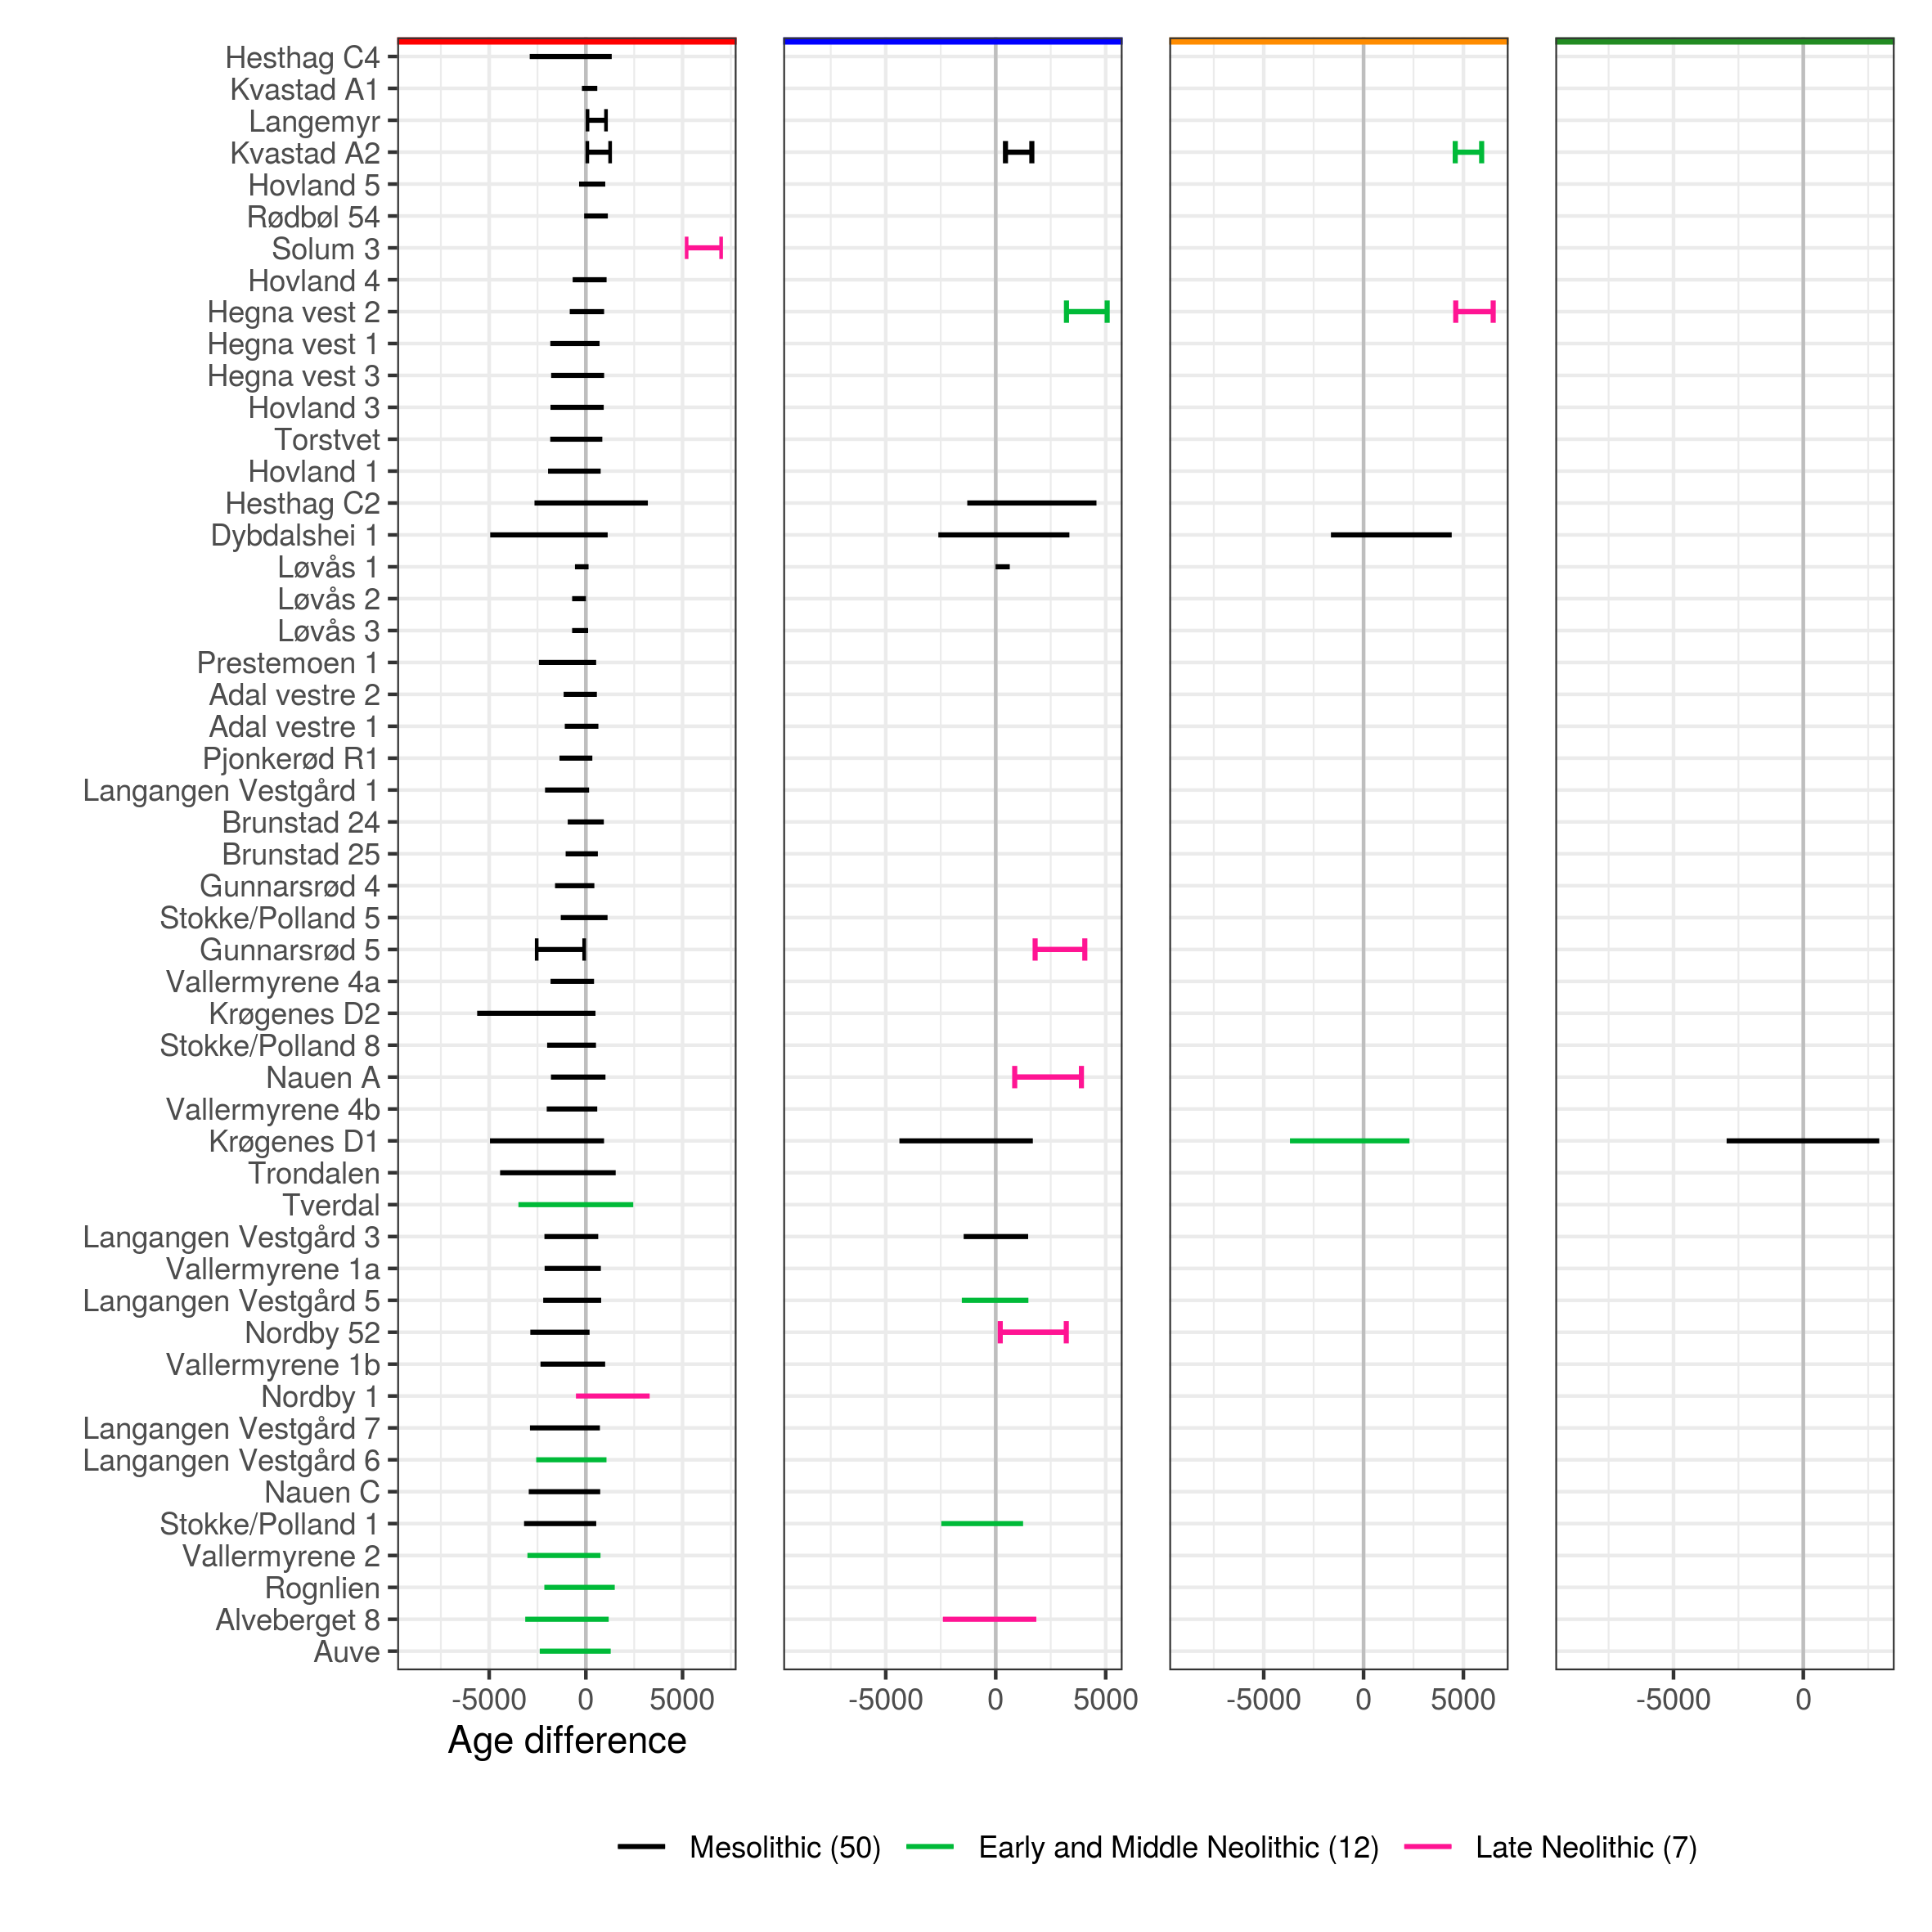 Hesthag C4
Kvastad A1
Langemyr
Kvastad A2
Hovland 5
Rødbøl 54
Solum 3
Hovland 4
Hegna vest 2
Hegna vest 1
Hegna vest 3
Hovland 3
Torstvet
Hovland 1
Hesthag C2
Dybdalshei 1
Løvås 1
Løvås 2
Løvås 3
Prestemoen 1
Adal vestre 2
Adal vestre 1
Pjonkerød R1
Langangen Vestgård 1
Brunstad 24
Brunstad 25
Gunnarsrød 4
Stokke/Polland 5
Gunnarsrød 5
Vallermyrene 4a
Krøgenes D2
Stokke/Polland 8
Nauen A
Vallermyrene 4b
Krøgenes D1
Trondalen
Tverdal
Langangen Vestgård 3
Vallermyrene 1a
Langangen Vestgård 5
Nordby 52
Vallermyrene 1b
Nordby 1
Langangen Vestgård 7
Langangen Vestgård 6
Nauen C
Stokke/Polland 1
Vallermyrene 2
Rognlien
Alveberget 8
Auve
-5000 0 5000 -5000 0 5000 -5000 0 5000 -5000 0
Age difference
Mesolithic (50) Early and Middle Neolithic (12) Late Neolithic (7)